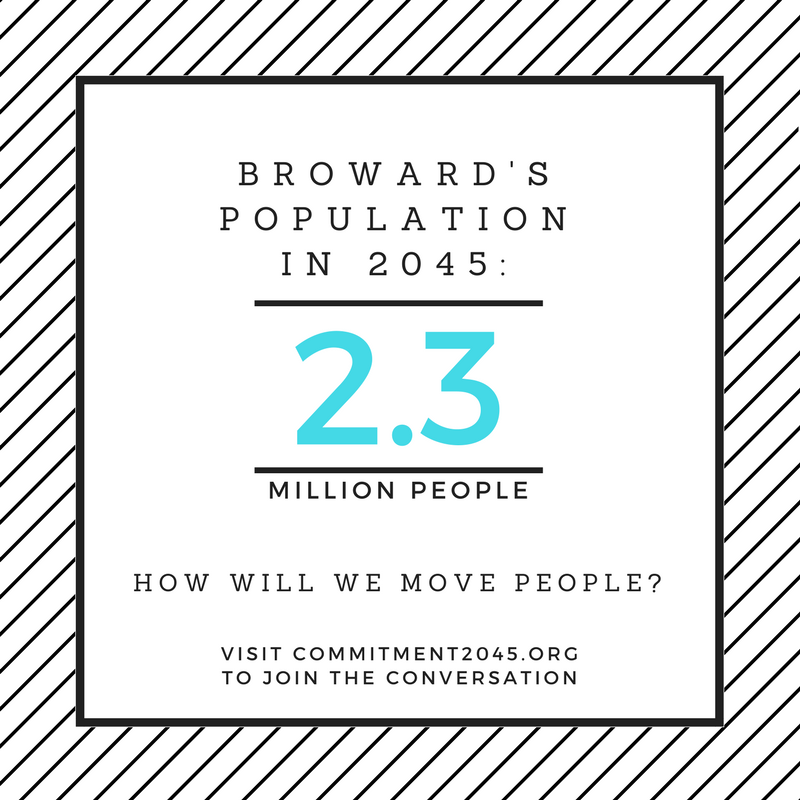 BROWARD'S
POPULATION
IN 2045:
2.3
MILLION PEOPLE
HOW WILL WE MOVE PEOPLE?
VISIT COMMITMENT2045.ORG
TO JOIN THE CONVERSATION